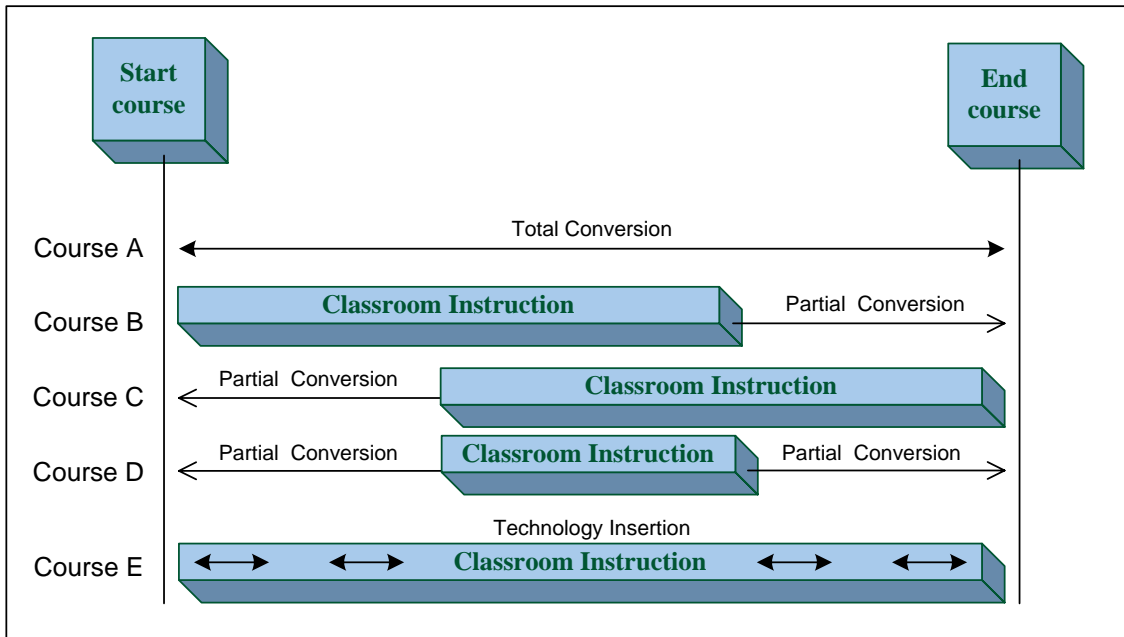 Start
course
End
course
Total Conversion
Course A
Classroom Instruction
Partial Conversion
Course B
Partial Conversion
Classroom Instruction
Course C
Partial Conversion
Classroom Instruction
Partial Conversion
Course D
Technology Insertion
Course E
Classroom Instruction